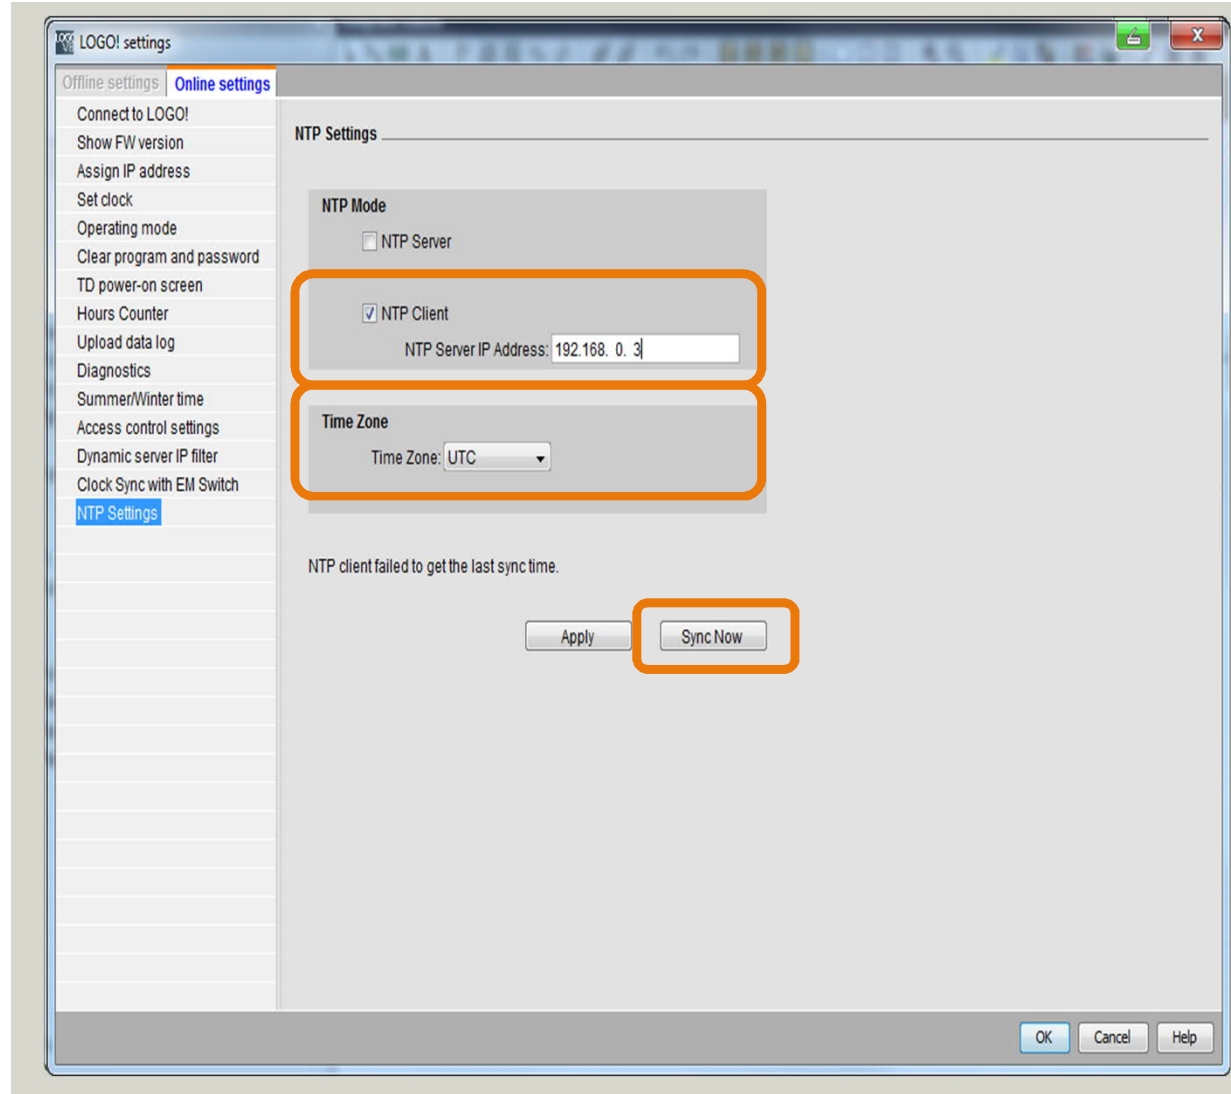 LOGO! settings
X
Offline settings
Online settings
Connect to LOGO!
Show FW version
Assign IP address
Set clock
Operating mode
Clear program and password
TD power-on screen
Hours Counter
Upload data log
Diagnostics
Summer/Winter time
Access control settings
Dynamic server IP filter
Clock Sync with EM Switch
NTP Settings
NTP Settings
NTP Mode
NTP Server
NTP Client
NTP Server IP Address: 192.168. 0. 3
Time Zone
Time Zone: UTC
NTP client failed to get the last sync time.
Apply
Sync Now
OK
Cancel
Help